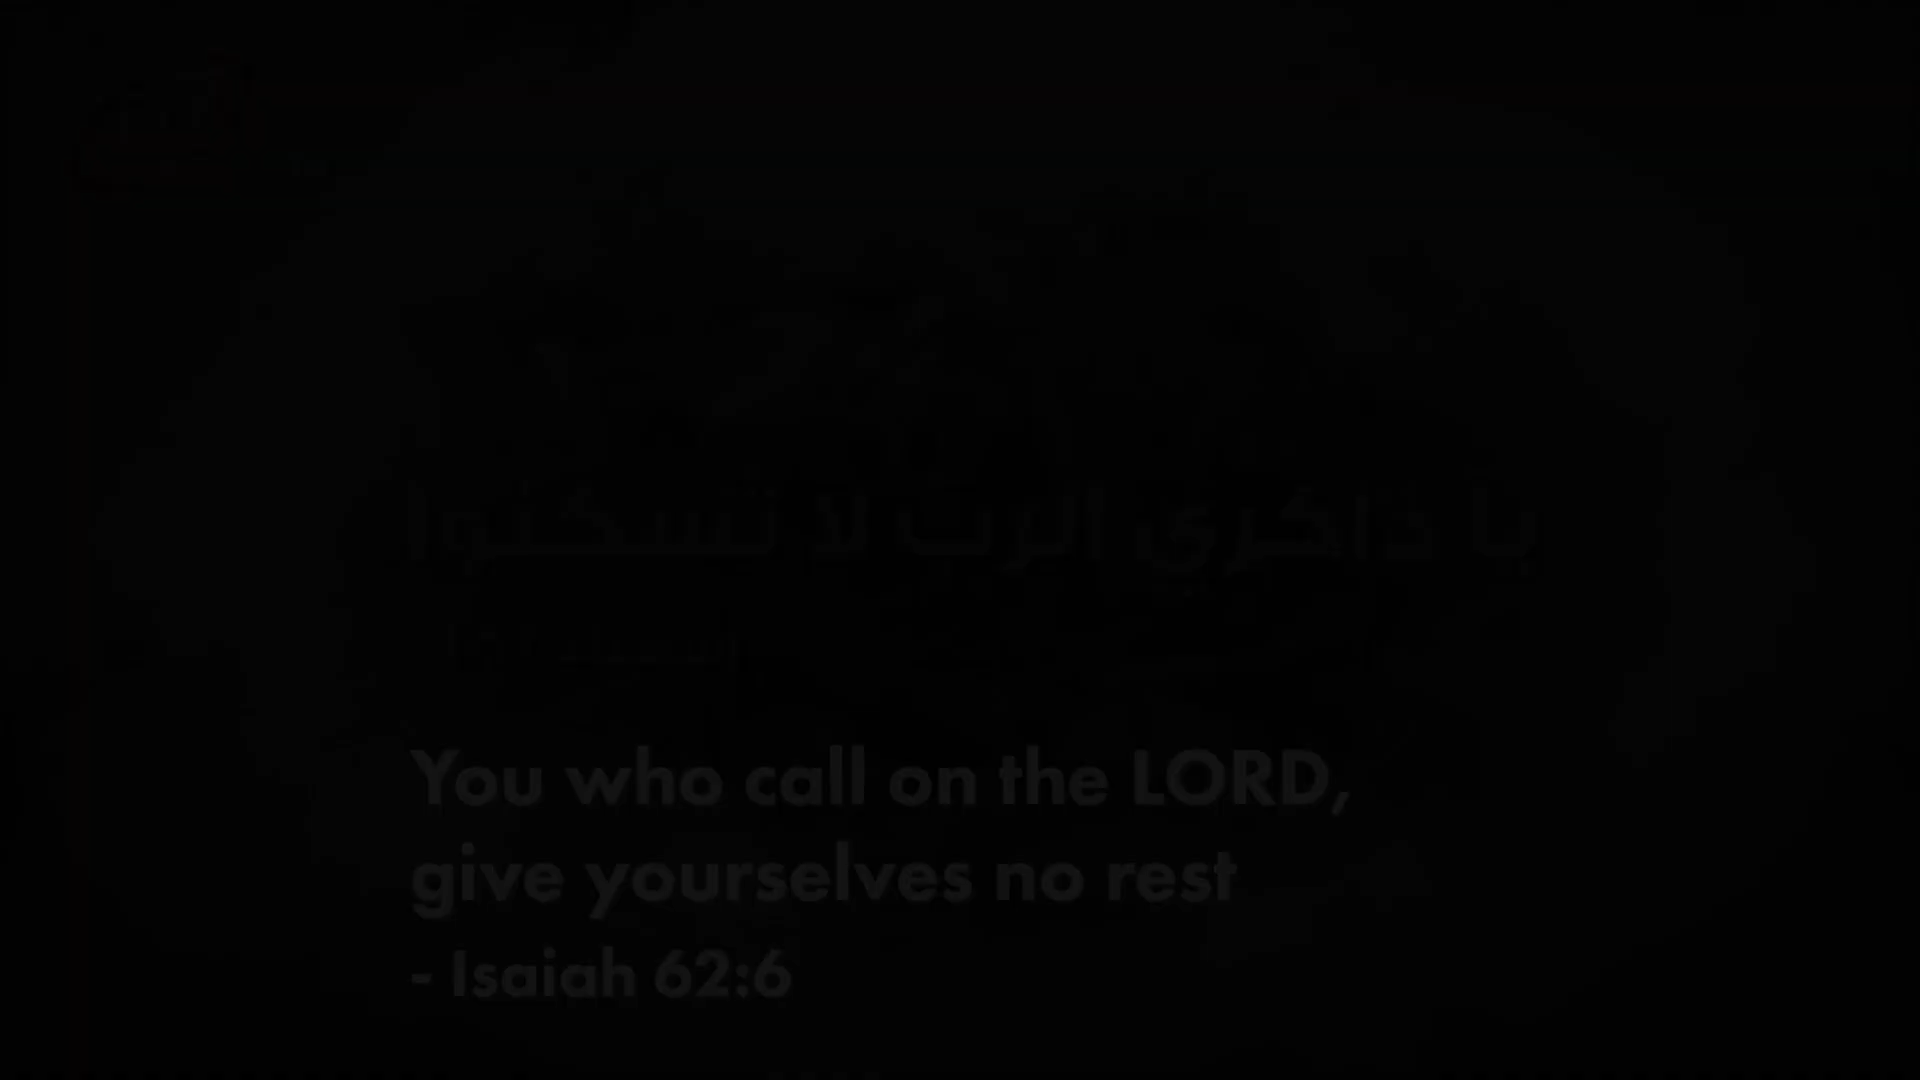 يا ذاكري الرب لا تسكتوا
You who call on the LORD,
give yourselves no rest
- Isaiah 62:6